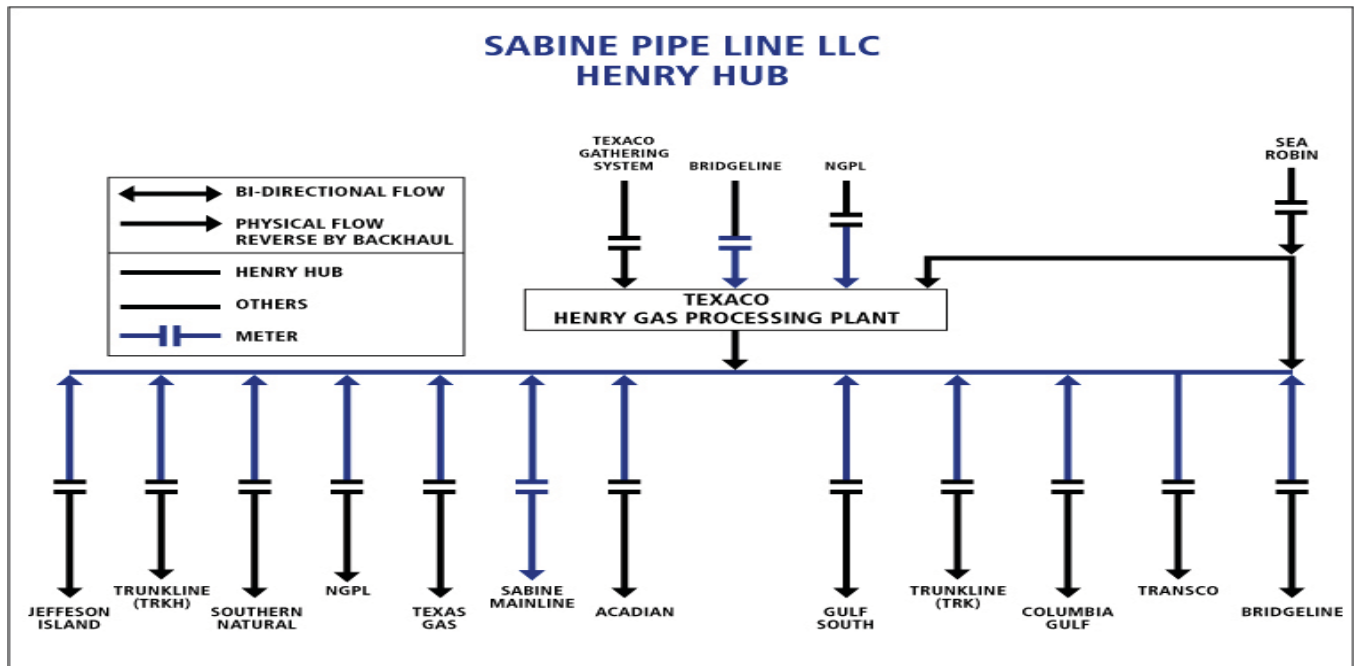 SABINE PIPE LINE LLC
HENRY HUB
TEXACO
GATHERING
SYSTEM
BRIDGELINE
NGPL
SEA
ROBIN
BI-DIRECTIONAL FLOW
PHYSICAL FLOW
REVERSE BY BACKHAUL
HENRY HUB
OTHERS
METER
TEXACO
HENRY GAS PROCESSING PLANT
JEFFESON
ISLAND
TRUNKLINE
(TRKH)
SOUTHERN
NATURAL
NGPL
TEXAS
GAS
SABINE
MAINLINE
ACADIAN
GULF
SOUTH
TRUNKLINE
(TRK)
COLUMBIA
GULF
TRANSCO
BRIDGELINE